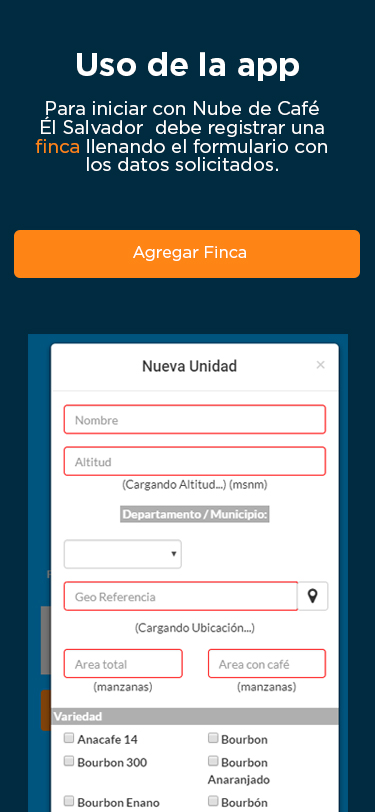 Uso de la app
Para iniciar con Nube de Café
Él Salvador debe registrar una
finca llenando el formulario con
los datos solicitados.
Agregar Finca
Nueva Unidad ×
Nombre
Altitud
(Cargando Altitud...) (msnm)
Departamento / Municipio:
Geo Referencia
(Cargando Ubicación...)
Area total Area con café
(manzanas) (manzanas)
Variedad
Anacafe 14 Bourbon
Bourbon 300 Bourbon
Anaranjado
Bourbon Enano Bourbón